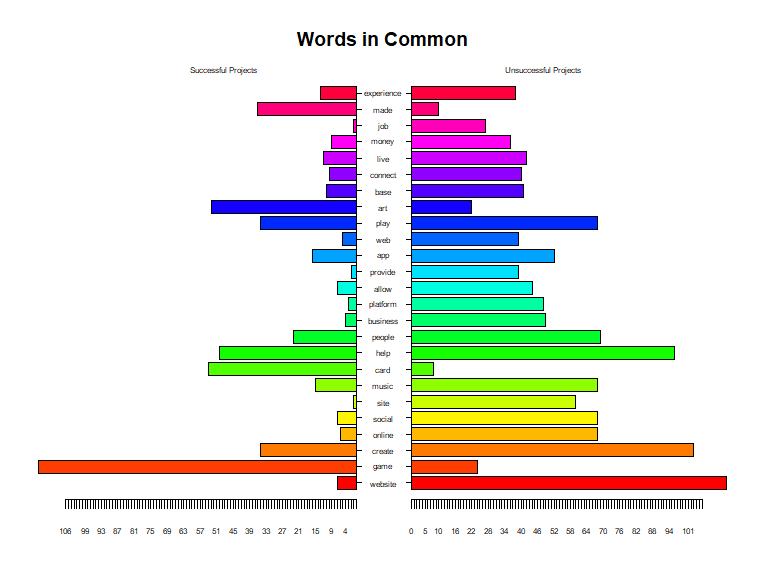 Words in Common
Successful Projects Unsuccessful Projects
experience
made
job
money
live
connect
base
art
play
web
app
provide
allow
platform
business
people
help
card
music
site
social
online
create
game
website
106 99 93 87 81 75 69 63 57 51 45 39 33 27 21 15 9 4 0 5 10 16 22 28 34 40 46 52 58 64 70 76 82 88 94 101